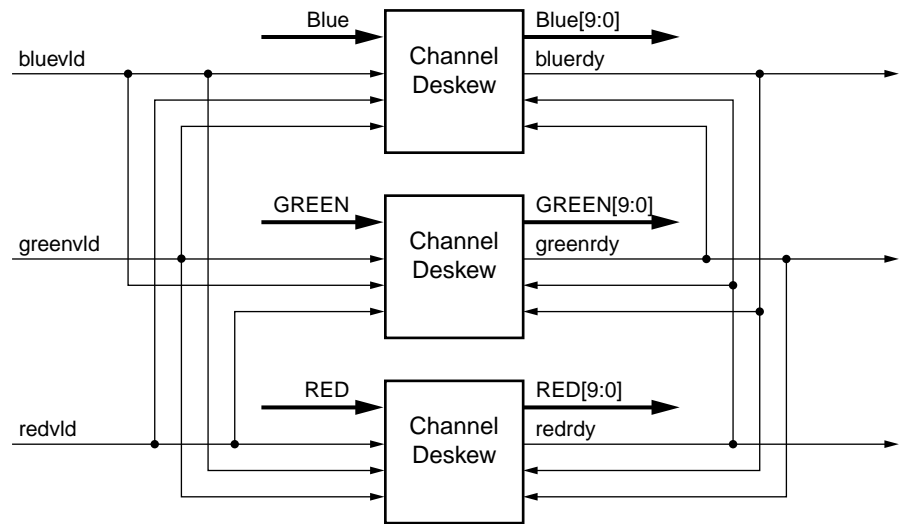 Blue
Blue[9:0]
Channel
Deskew
bluevld
bluerdy
GREEN
GREEN[9:0]
Channel
Deskew
greenvld
greenrdy
RED
RED[9:0]
Channel
Deskew
redvld
redrdy